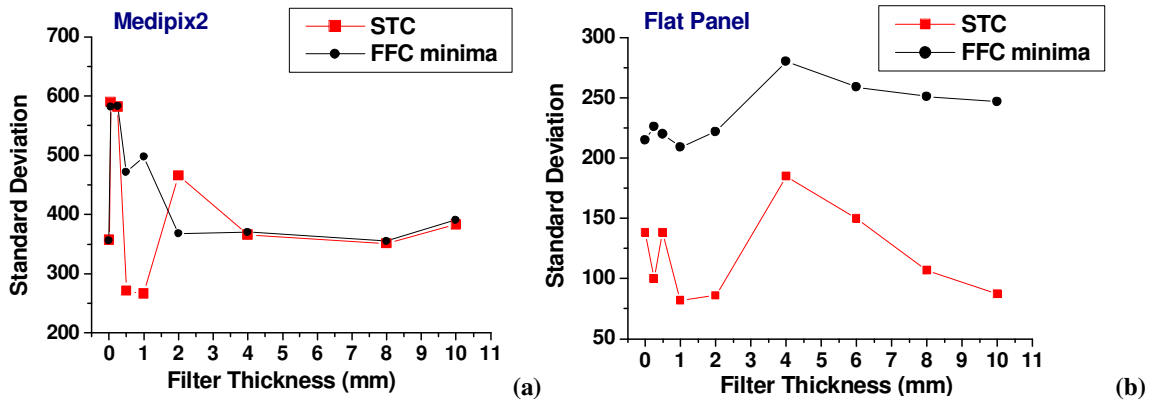 Medipix2
STC
FFC minima
700
600
500
400
300
200
Standard Deviation
0 1 2 3 4 5 6 7 8 9 10 11
Filter Thickness (mm)
(a)
Flat Panel
STC
FFC minima
300
250
200
150
100
50
Standard Deviation
0 1 2 3 4 5 6 7 8 9 10 11
Filter Thickness (mm)
(b)